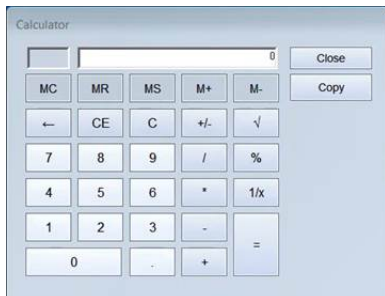 Calculator
0 Close
MC MR MS M+ M- Copy
← CE C +/- √
7 8 9 / %
4 5 6 * 1/x
1 2 3 - =
0 . +